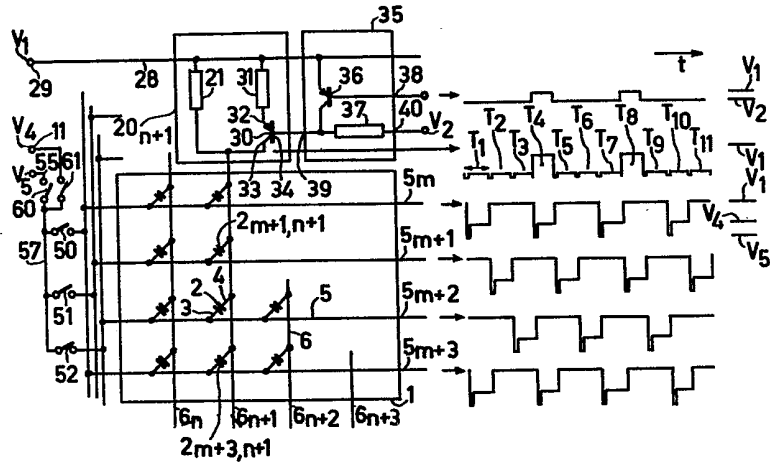 35
V1
29
28
21
31
36
38
t
V1
V2
37
40
32
30
V2
20n+1
V4
11
33
34
39
T1
T2
T3
T4
T5
T6
T7
T8
T9
T10
T11
V1
55
61
V5
60
5m
V1
V4
V5
57
50
2m+1,n+1
5m+1
2
4
3
5
5m+2
51
6
52
5m+3
1
6n
6n+1
6n+2
6n+3
2m+3,n+1